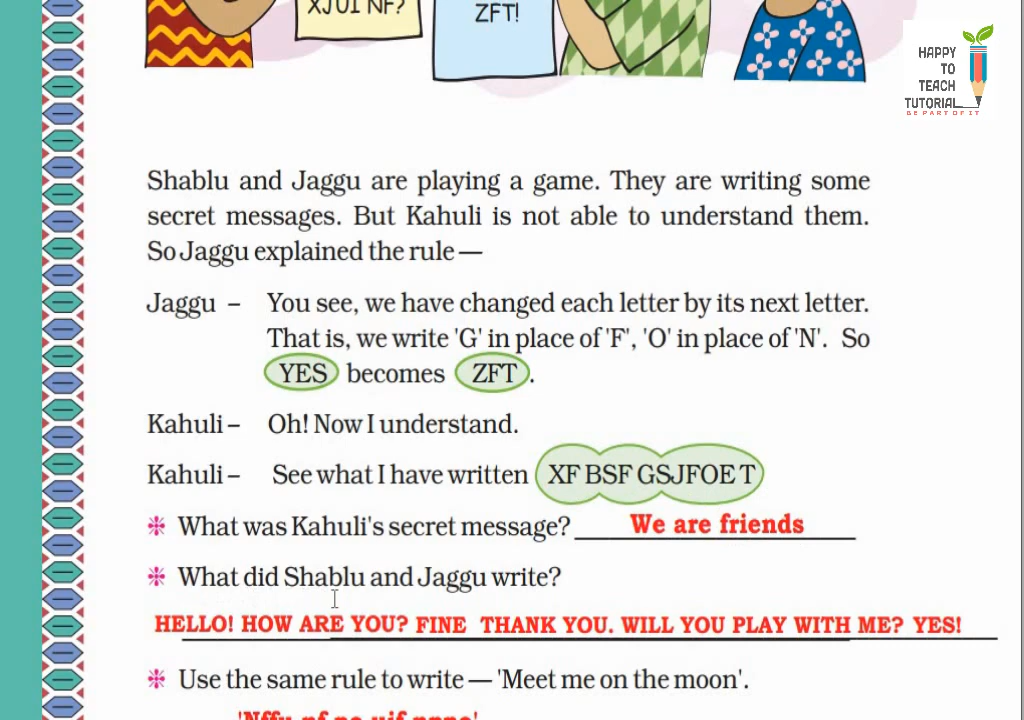 XJUI NF?
ZFT!
HAPPY
TO
TEACH
TUTORIAL
BE PART OF IT
Shablu and Jaggu are playing a game. They are writing some
secret messages. But Kahuli is not able to understand them.
So Jaggu explained the rule —
Jaggu – You see, we have changed each letter by its next letter.
That is, we write 'G' in place of 'F', 'O' in place of 'N'. So
YES becomes ZFT.
Kahuli – Oh! Now I understand.
Kahuli – See what I have written XF BSF GSJFOE T
What was Kahuli's secret message? We are friends
What did Shablu and Jaggu write?
HELLO! HOW ARE YOU? FINE THANK YOU. WILL YOU PLAY WITH ME? YES!
Use the same rule to write — 'Meet me on the moon'.